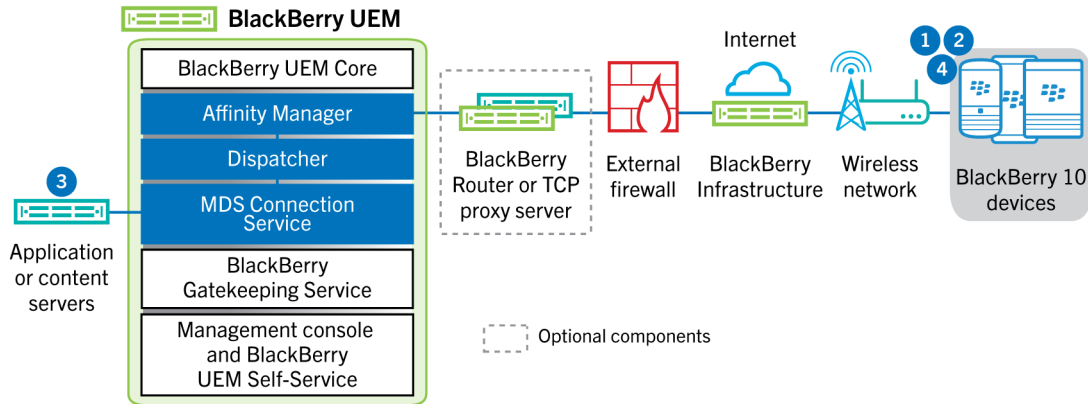 BlackBerry UEM
BlackBerry UEM Core
Affinity Manager
Dispatcher
MDS Connection
Service
BlackBerry
Gatekeeping Service
Management console
and BlackBerry
UEM Self-Service
3
Application
or content
servers
BlackBerry
Router or TCP
proxy server
External
firewall
Internet
BlackBerry
Infrastructure
Wireless
network
1 2
4
BlackBerry 10
devices
Optional components